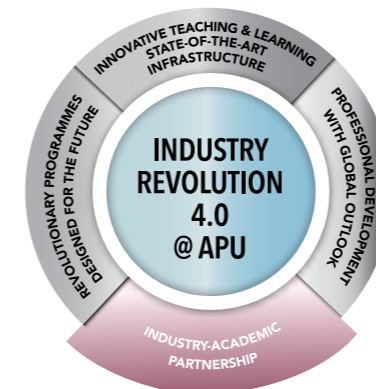 INNOVATIVE TEACHING & LEARNING
STATE-OF-THE-ART
INFRASTRUCTURE
REVOLUTIONARY PROGRAMMES
DESIGNED FOR THE FUTURE
INDUSTRY
REVOLUTION
4.0
@ APU
PROFESSIONAL DEVELOPMENT
WITH GLOBAL OUTLOOK
INDUSTRY-ACADEMIC
PARTNERSHIP